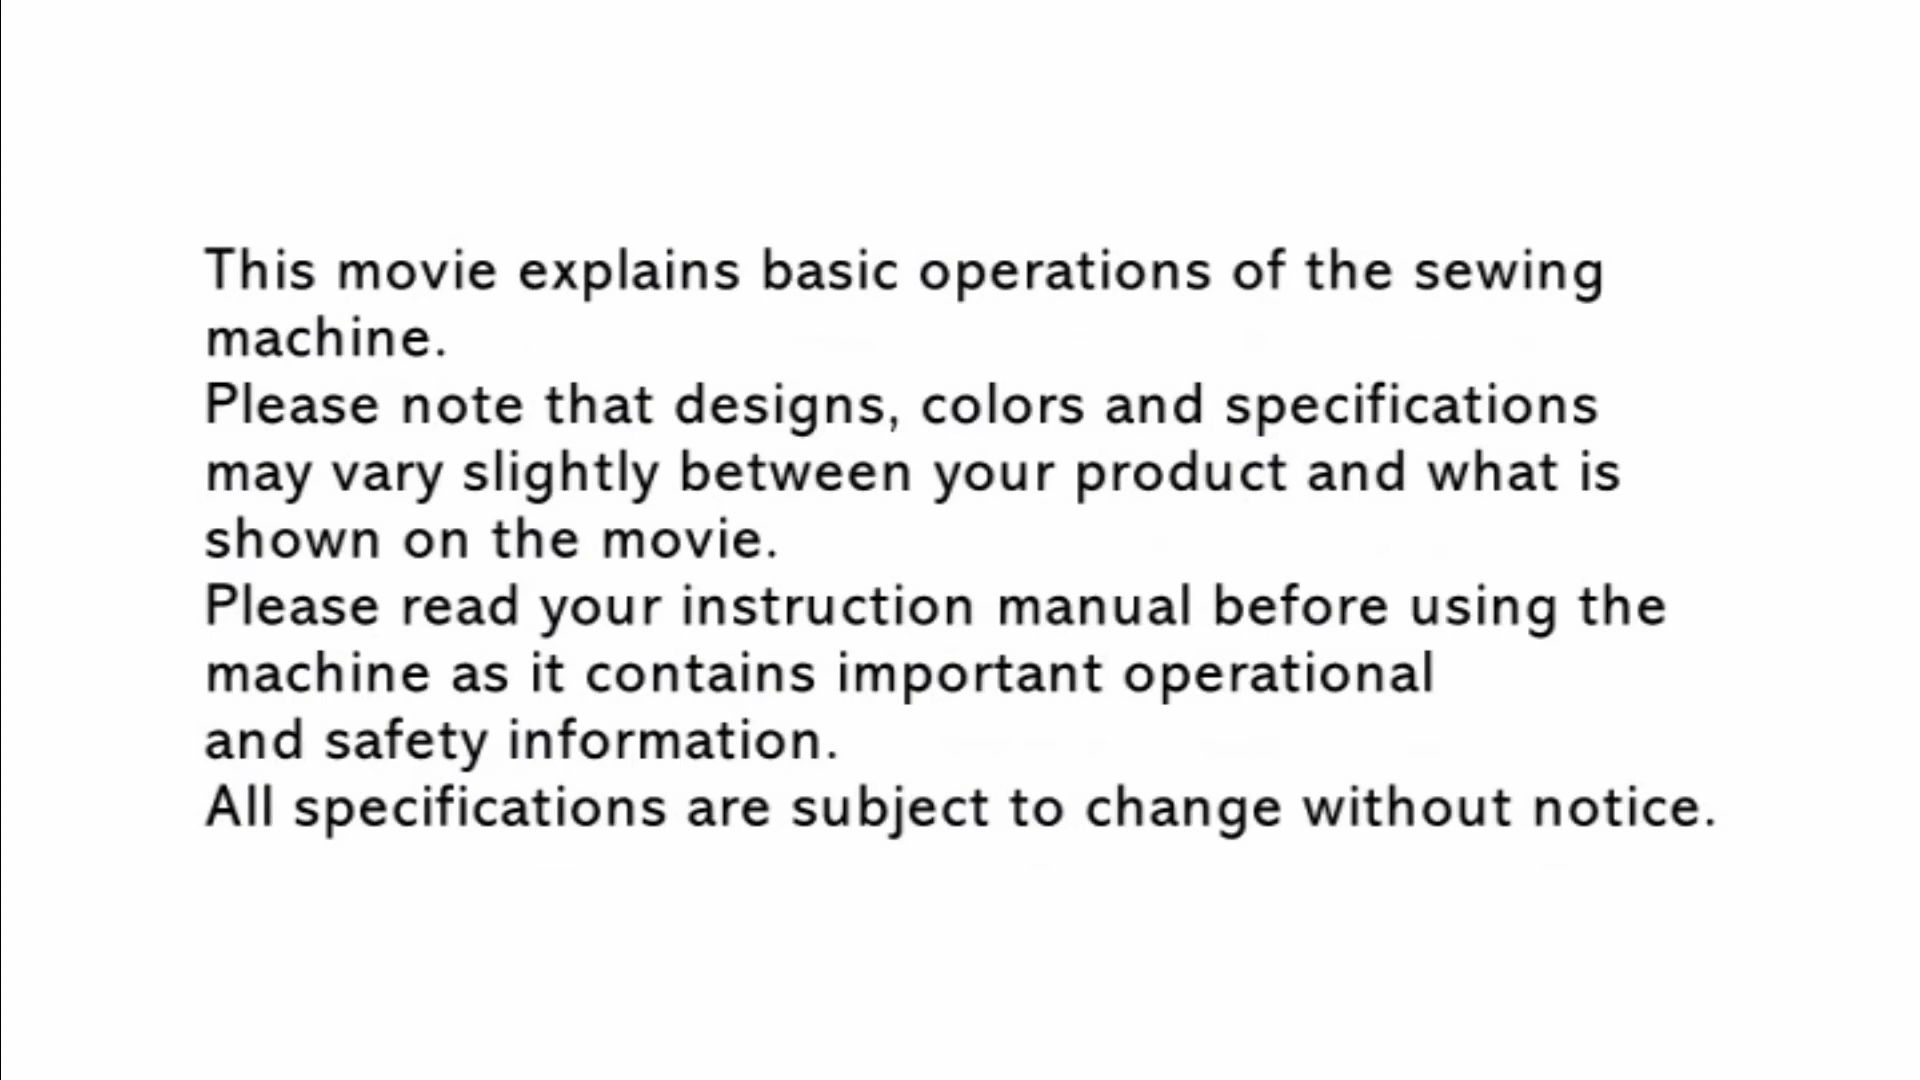 This movie explains basic operations of the sewing
machine.
Please note that designs, colors and specifications
may vary slightly between your product and what is
shown on the movie.
Please read your instruction manual before using the
machine as it contains important operational
and safety information.
All specifications are subject to change without notice.